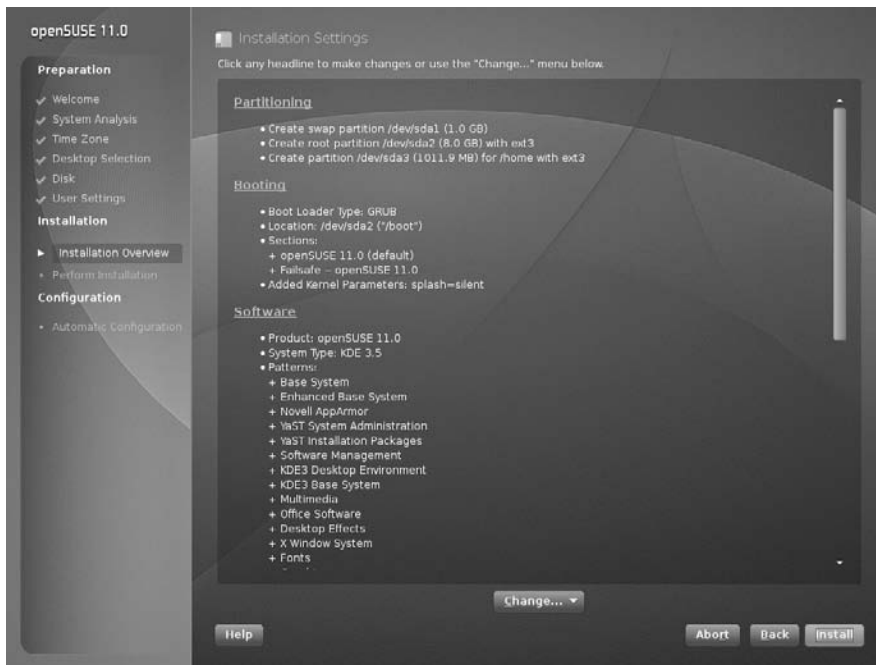 openSUSE 11.0
Preparation
✓ Welcome
✓ System Analysis
✓ Time Zone
✓ Desktop Selection
✓ Disk
✓ User Settings
Installation
▶ Installation Overview
• Perform Installation
Configuration
• Automatic Configuration
Installation Settings
Click any headline to make changes or use the "Change..." menu below.
Partitioning
• Create swap partition /dev/sda1 (1.0 GB)
• Create root partition /dev/sda2 (8.0 GB) with ext3
• Create partition /dev/sda3 (1011.9 MB) for /home with ext3
Booting
• Boot Loader Type: GRUB
• Location: /dev/sda2 ("/boot")
• Sections:
+ openSUSE 11.0 (default)
+ Failsafe -- openSUSE 11.0
• Added Kernel Parameters: splash=silent
Software
• Product: openSUSE 11.0
• System Type: KDE 3.5
• Patterns:
+ Base System
+ Enhanced Base System
+ Novell AppArmor
+ YaST System Administration
+ YaST Installation Packages
+ Software Management
+ KDE3 Desktop Environment
+ KDE3 Base System
+ Multimedia
+ Office Software
+ Desktop Effects
+ X Window System
+ Fonts
Change...
Help
Abort
Back
Install